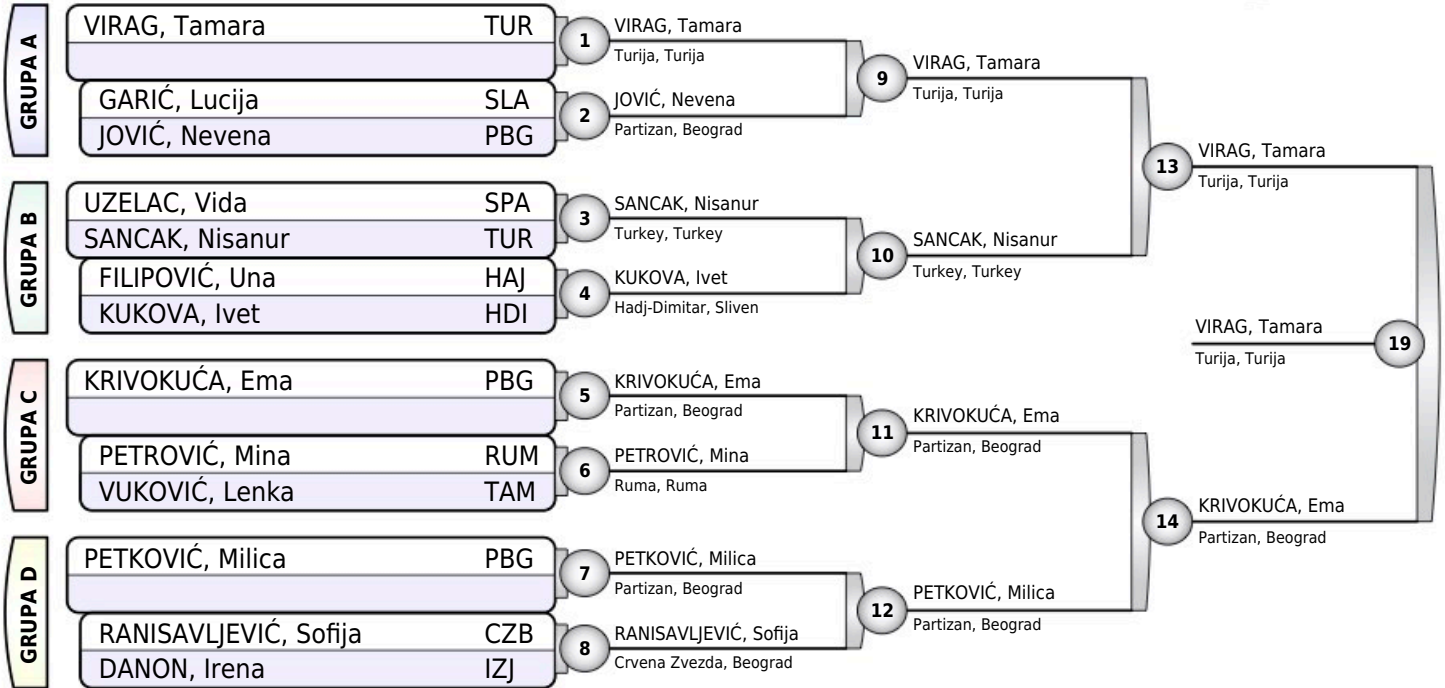 GRUPA A
VIRAG, Tamara TUR
GARIĆ, Lucija SLA
JOVIĆ, Nevena PBG
GRUPA B
UZELAC, Vida SPA
SANCAK, Nisanur TUR
FILIPOVIĆ, Una HAJ
KUKOVA, Ivet HDI
GRUPA C
KRIVOKUĆA, Ema PBG
PETROVIĆ, Mina RUM
VUKOVIĆ, Lenka TAM
GRUPA D
PETKOVIĆ, Milica PBG
RANISAVLJEVIĆ, Sofija CZB
DANON, Irena IZJ
1 VIRAG, Tamara
Turija, Turija
2 JOVIĆ, Nevena
Partizan, Beograd
3 SANCAK, Nisanur
Turkey, Turkey
4 KUKOVA, Ivet
Hadj-Dimitar, Sliven
5 KRIVOKUĆA, Ema
Partizan, Beograd
6 PETROVIĆ, Mina
Ruma, Ruma
7 PETKOVIĆ, Milica
Partizan, Beograd
8 RANISAVLJEVIĆ, Sofija
Crvena Zvezda, Beograd
9 VIRAG, Tamara
Turija, Turija
10 SANCAK, Nisanur
Turkey, Turkey
11 KRIVOKUĆA, Ema
Partizan, Beograd
12 PETKOVIĆ, Milica
Partizan, Beograd
13 VIRAG, Tamara
Turija, Turija
14 KRIVOKUĆA, Ema
Partizan, Beograd
VIRAG, Tamara 19
Turija, Turija